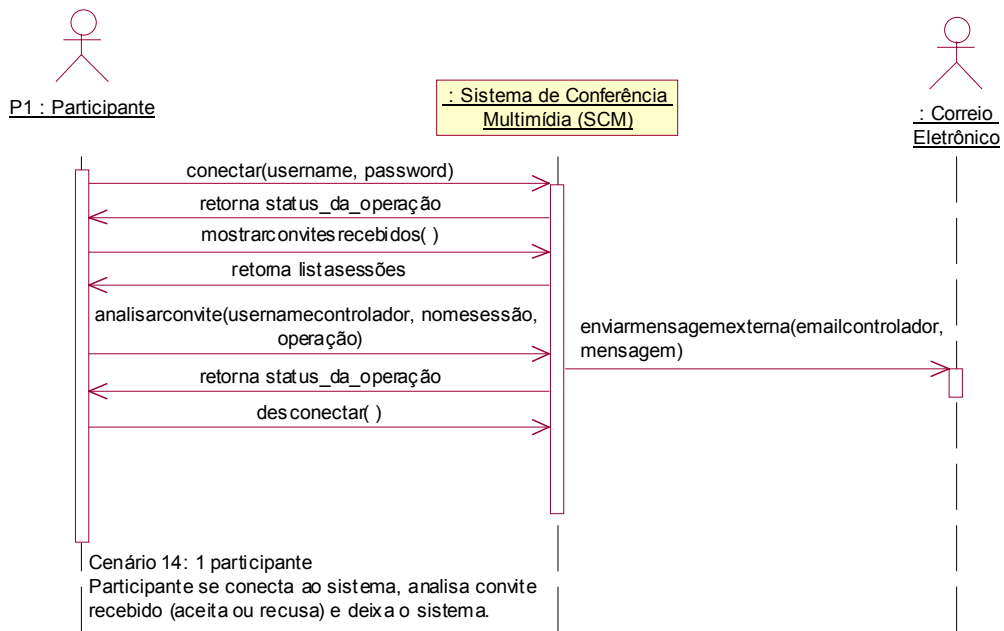 P1 : Participante
: Sistema de Conferência
Multimídia (SCM)
: Correio
Eletrônico
conectar(username, password)
retorna status_da_operação
mostrarconvitesrecebidos( )
retorna listasessões
analisarconvite(usernamecontrolador, nomesessão,
operação)
enviarmensagemexterna(emailcontrolador,
mensagem)
retorna status_da_operação
desconectar( )
Cenário 14: 1 participante
Participante se conecta ao sistema, analisa convite
recebido (aceita ou recusa) e deixa o sistema.